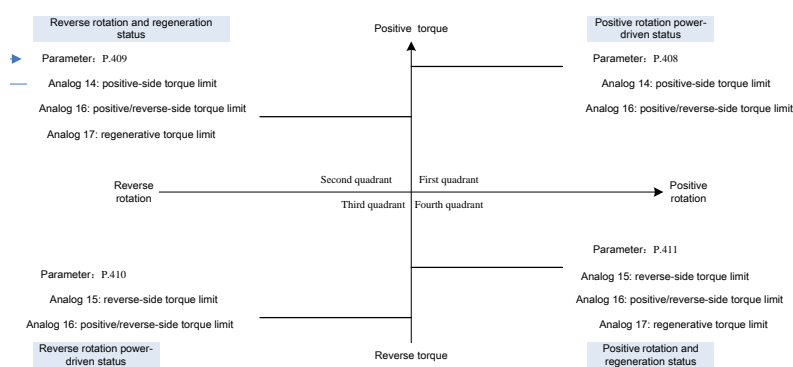 Reverse rotation and regeneration
status
Parameter：P.409
Analog 14: positive-side torque limit
Analog 16: positive/reverse-side torque limit
Analog 17: regenerative torque limit
Positive torque
Positive rotation power-
driven status
Parameter：P.408
Analog 14: positive-side torque limit
Analog 16: positive/reverse-side torque limit
Second quadrant
First quadrant
Reverse
rotation
Positive
rotation
Third quadrant
Fourth quadrant
Parameter：P.410
Analog 15: reverse-side torque limit
Analog 16: positive/reverse-side torque limit
Reverse rotation power-
driven status
Reverse torque
Parameter：P.411
Analog 15: reverse-side torque limit
Analog 16: positive/reverse-side torque limit
Analog 17: regenerative torque limit
Positive rotation and
regeneration status